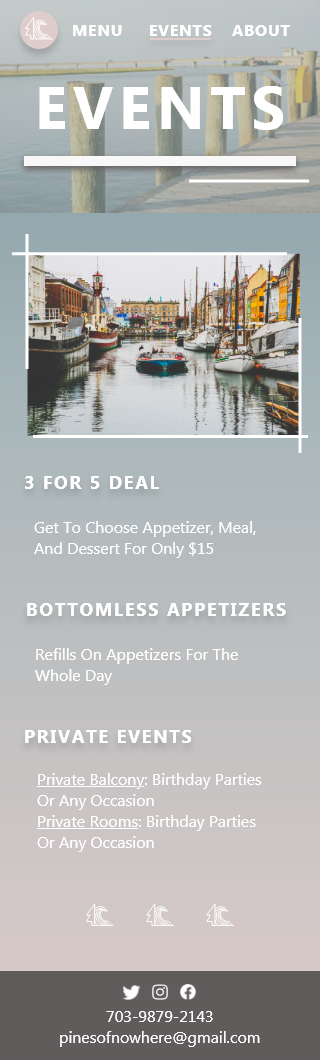 MENU EVENTS ABOUT
EVENTS
3 FOR 5 DEAL
Get To Choose Appetizer, Meal,
And Dessert For Only $15
BOTTOMLESS APPETIZERS
Refills On Appetizers For The
Whole Day
PRIVATE EVENTS
Private Balcony: Birthday Parties
Or Any Occasion
Private Rooms: Birthday Parties
Or Any Occasion
703-9879-2143
pinesofnowhere@gmail.com